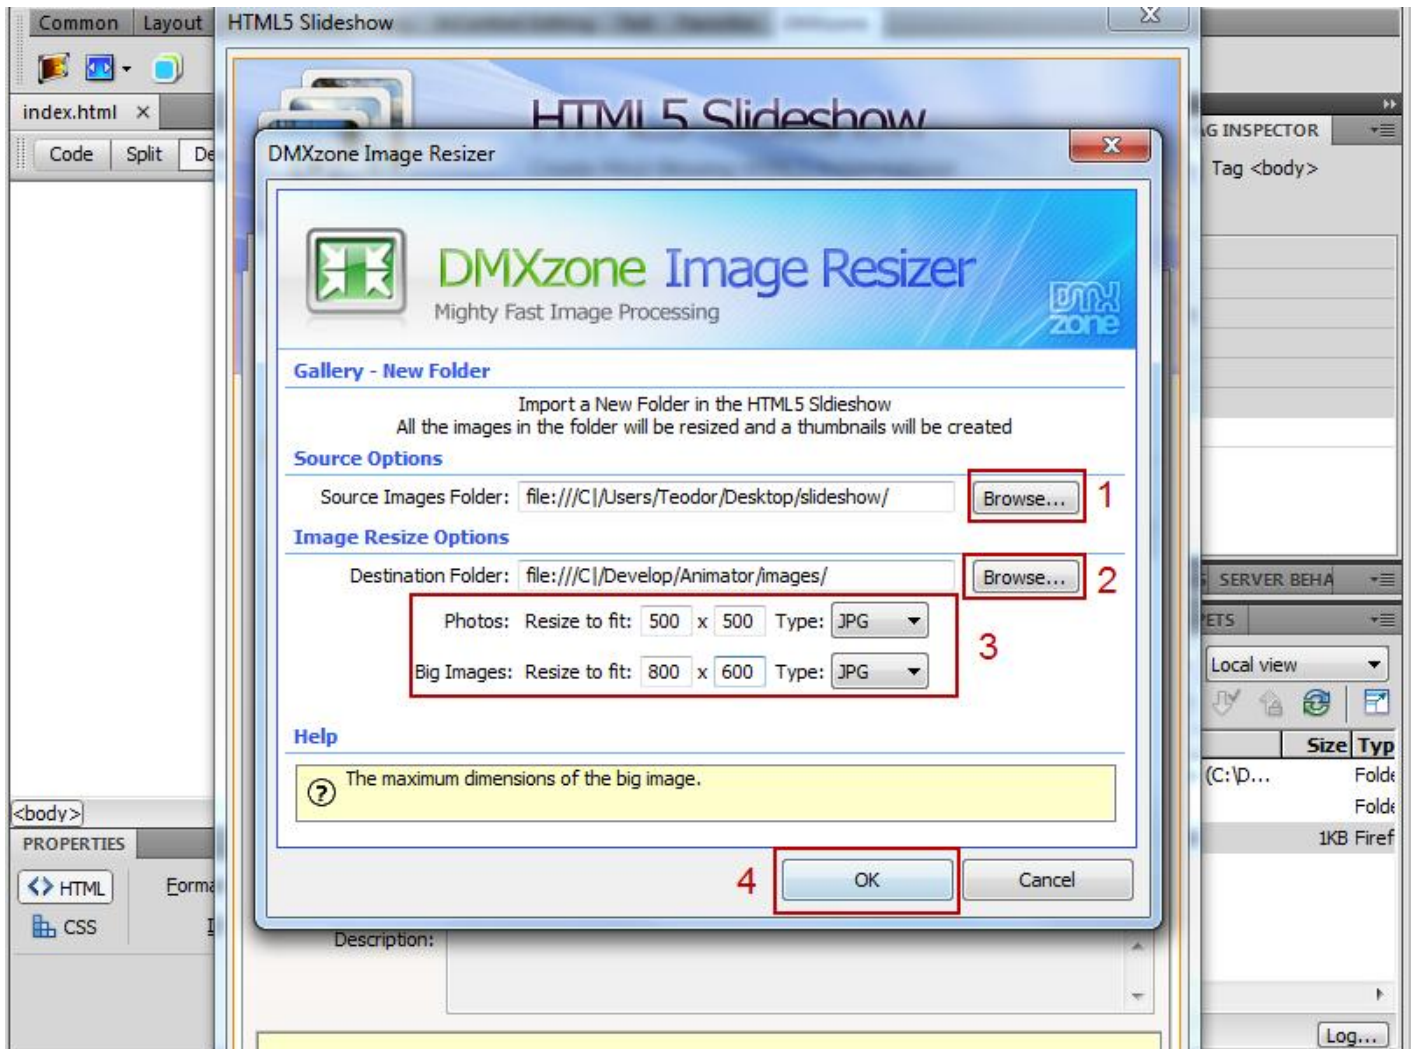 Common Layout
HTML5 Slideshow
index.html
Code Split De
HTML5 Slideshow
DMXzone Image Resizer
DMXzone Image Resizer
Mighty Fast Image Processing
DMX
zone
Gallery - New Folder
Import a New Folder in the HTML5 Sldieshow
All the images in the folder will be resized and a thumbnails will be created
Source Options
Source Images Folder: file:///C|/Users/Teodor/Desktop/slideshow/ Browse... 1
Image Resize Options
Destination Folder: file:///C|/Develop/Animator/images/ Browse... 2
Photos: Resize to fit: 500 x 500 Type: JPG
3
Big Images: Resize to fit: 800 x 600 Type: JPG
Help
? The maximum dimensions of the big image.
4 OK Cancel
Description:
<body>
PROPERTIES
<> HTML Forma
CSS I
G INSPECTOR
Tag <body>
SERVER BEHA
ETS
Local view
Size Typ
(C:\D... Folde
Folde
1KB Firef
Log...